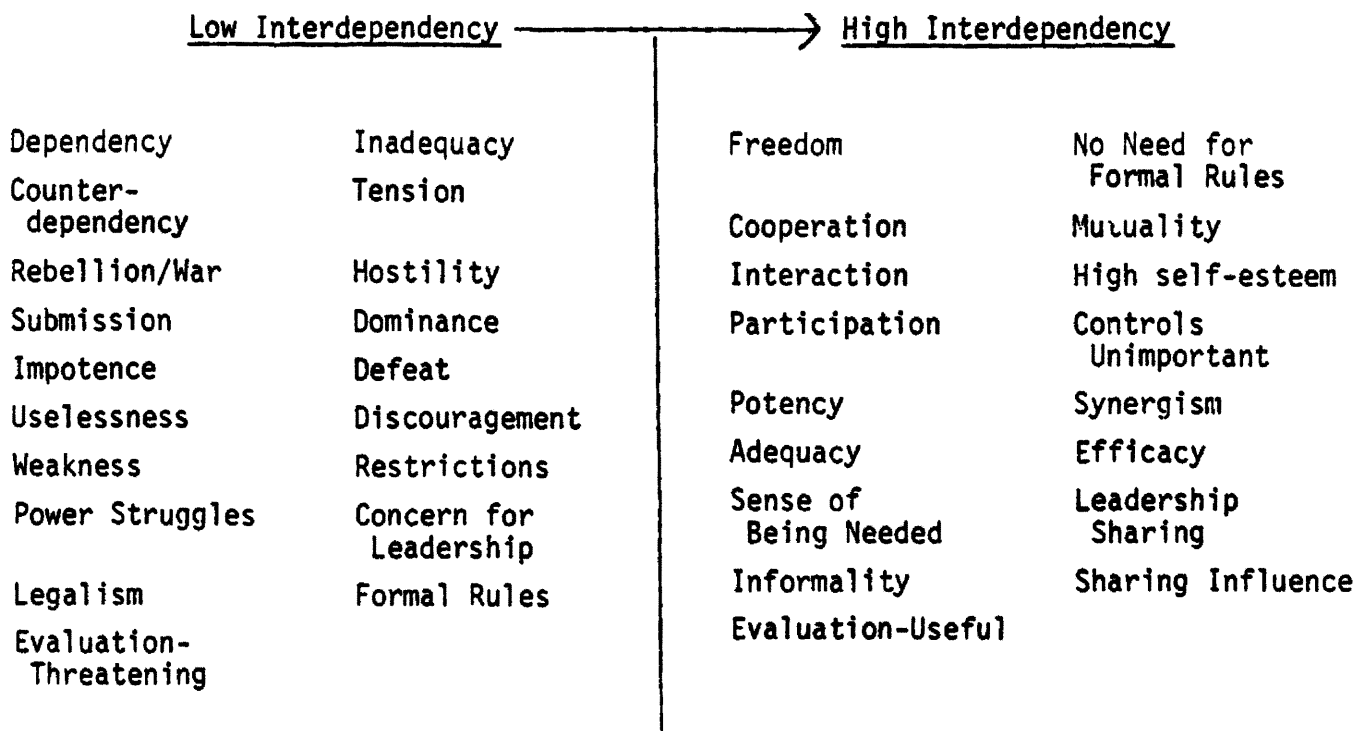 Low Interdependency High Interdependency
Dependency Inadequacy
Counter- Tension
dependency
Rebellion/War Hostility
Submission Dominance
Impotence Defeat
Uselessness Discouragement
Weakness Restrictions
Power Struggles Concern for
Leadership
Legalism Formal Rules
Evaluation-
Threatening
Freedom No Need for
Formal Rules
Cooperation Mutuality
Interaction High self-esteem
Participation Controls
Unimportant
Potency Synergism
Adequacy Efficacy
Sense of Leadership
Being Needed Sharing
Informality Sharing Influence
Evaluation-Useful